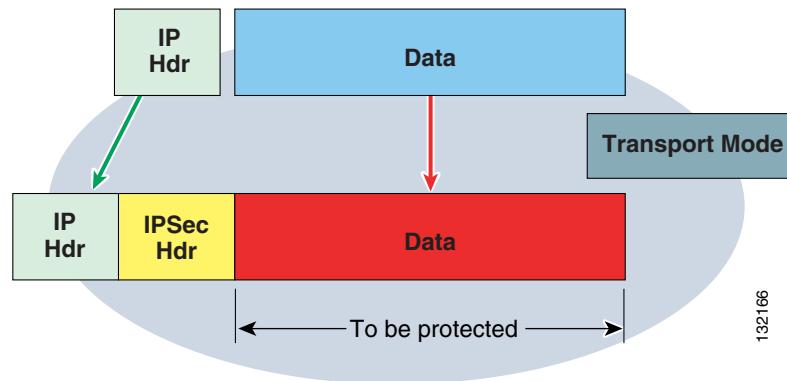 IP
Hdr
Data
Transport Mode
IP
Hdr
IPSec
Hdr
Data
To be protected
132166